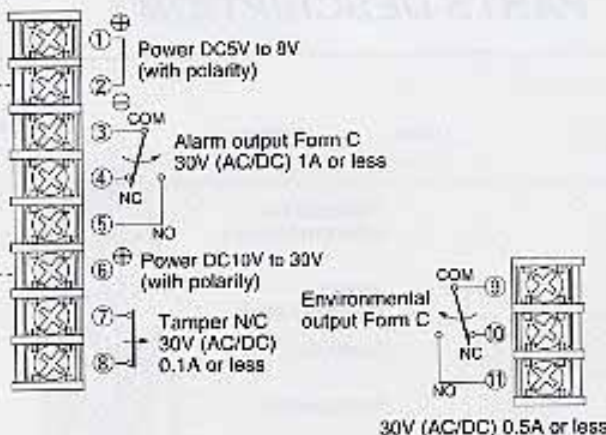 ① ⊕
Power DC5V to 8V
(with polarity)
②
⊖
COM
③
Alarm output Form C
30V (AC/DC) 1A or less
④
NC
⑤
NO
⑥ ⊕ Power DC10V to 30V
(with polarity)
⑦
Tamper N/C
30V (AC/DC)
0.1A or less
⑧
COM
⑨
Environmental
output Form C
⑩
NC
NO
⑪
30V (AC/DC) 0.5A or less